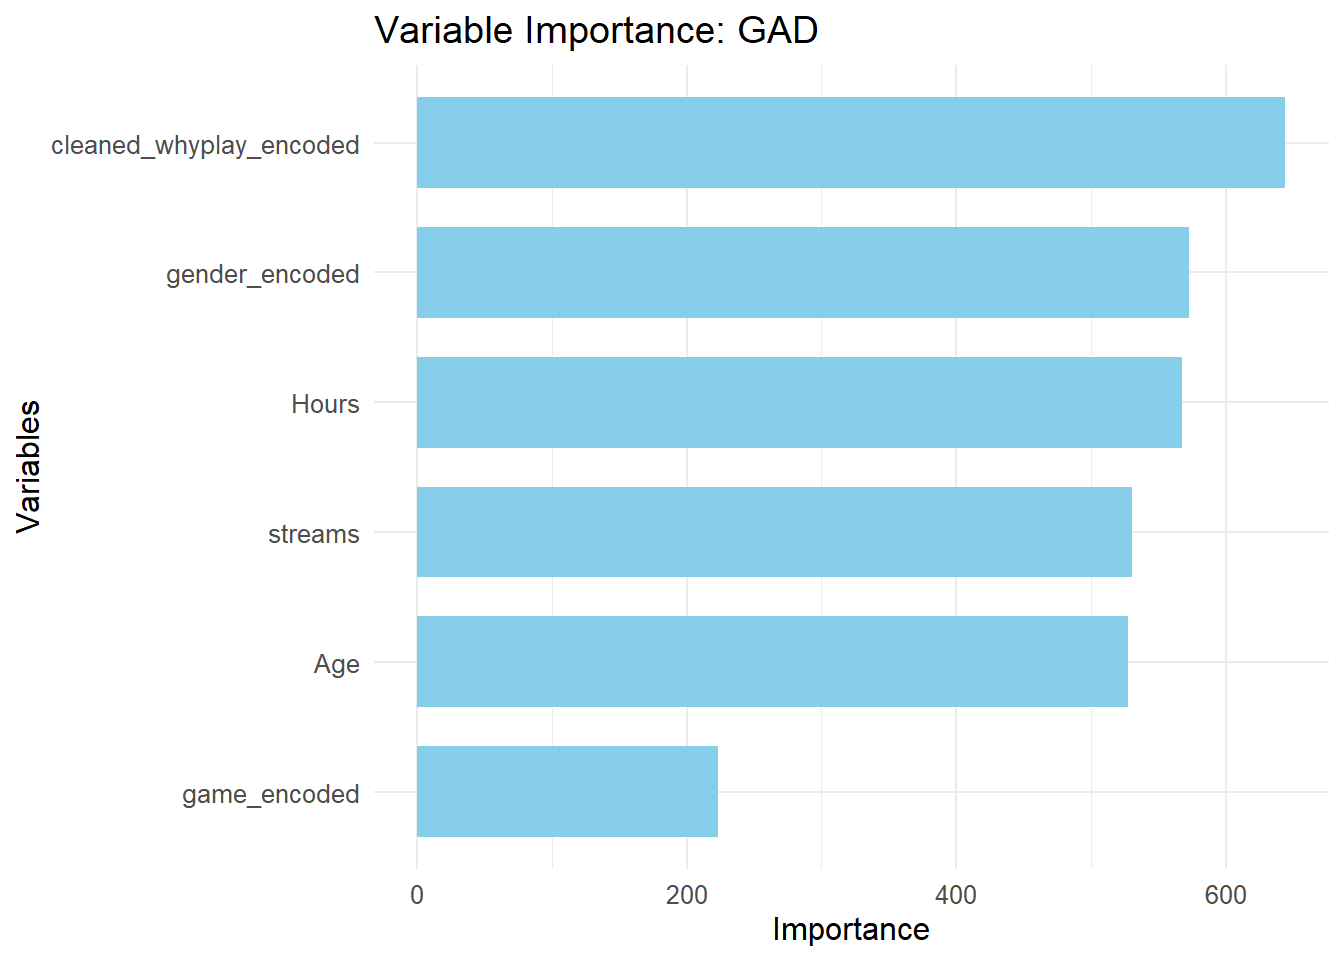 Variable Importance: GAD
cleaned_whyplay_encoded
gender_encoded
Hours
streams
Age
game_encoded
Variables
0 200 400 600
Importance